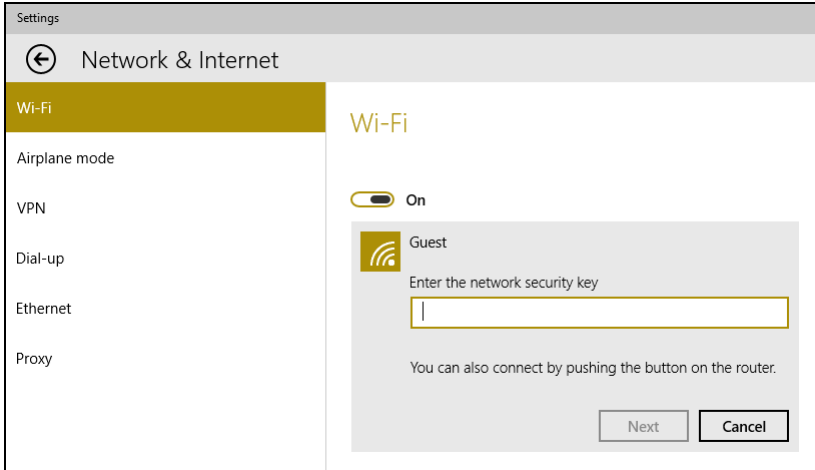 Settings
Network & Internet
Wi-Fi
Airplane mode
VPN
Dial-up
Ethernet
Proxy
Wi-Fi
On
Guest
Enter the network security key
You can also connect by pushing the button on the router.
Next
Cancel